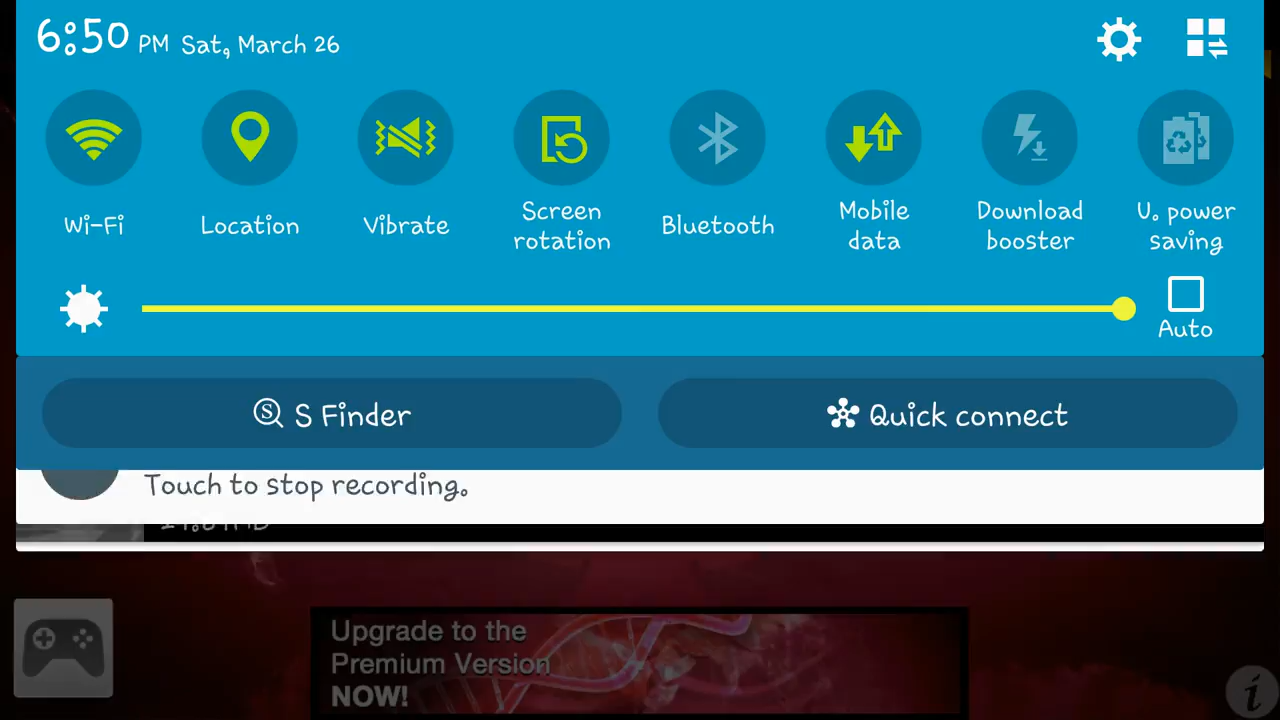 6:50 PM Sat, March 26
Wi-Fi
Location
Vibrate
Screen
rotation
Bluetooth
Mobile
data
Download
booster
U. power
saving
Auto
S Finder
Quick connect
Touch to stop recording.
Upgrade to the
Premium Version
NOW!